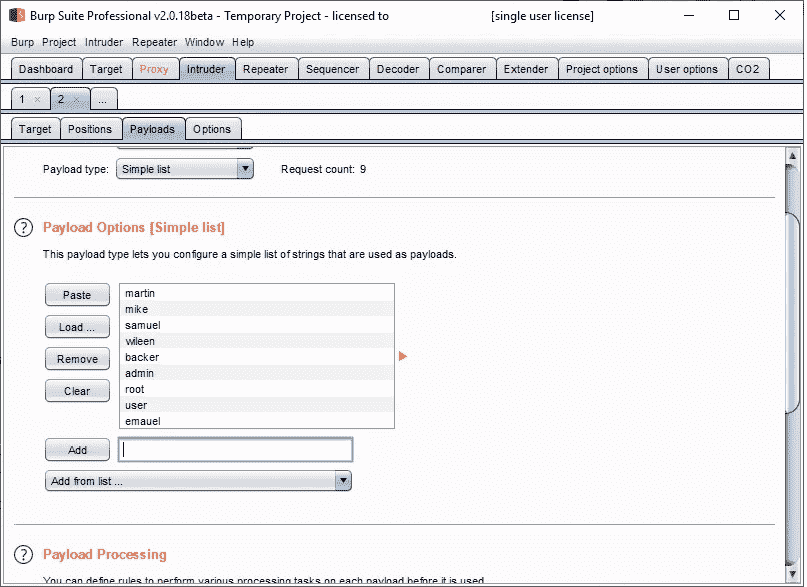 Burp Suite Professional v2.0.18beta - Temporary Project - licensed to [single user license]
Burp Project Intruder Repeater Window Help
Dashboard Target Proxy Intruder Repeater Sequencer Decoder Comparer Extender Project options User options CO2
1 × 2 × ...
Target Positions Payloads Options
Payload type: Simple list Request count: 9
? Payload Options [Simple list]
This payload type lets you configure a simple list of strings that are used as payloads.
Paste martin
mike
Load ... samuel
wileen
Remove backer
admin
Clear root
user
emauel
Add
Add from list ...
? Payload Processing
You can define rules to perform various processing tasks on each payload before it is used.